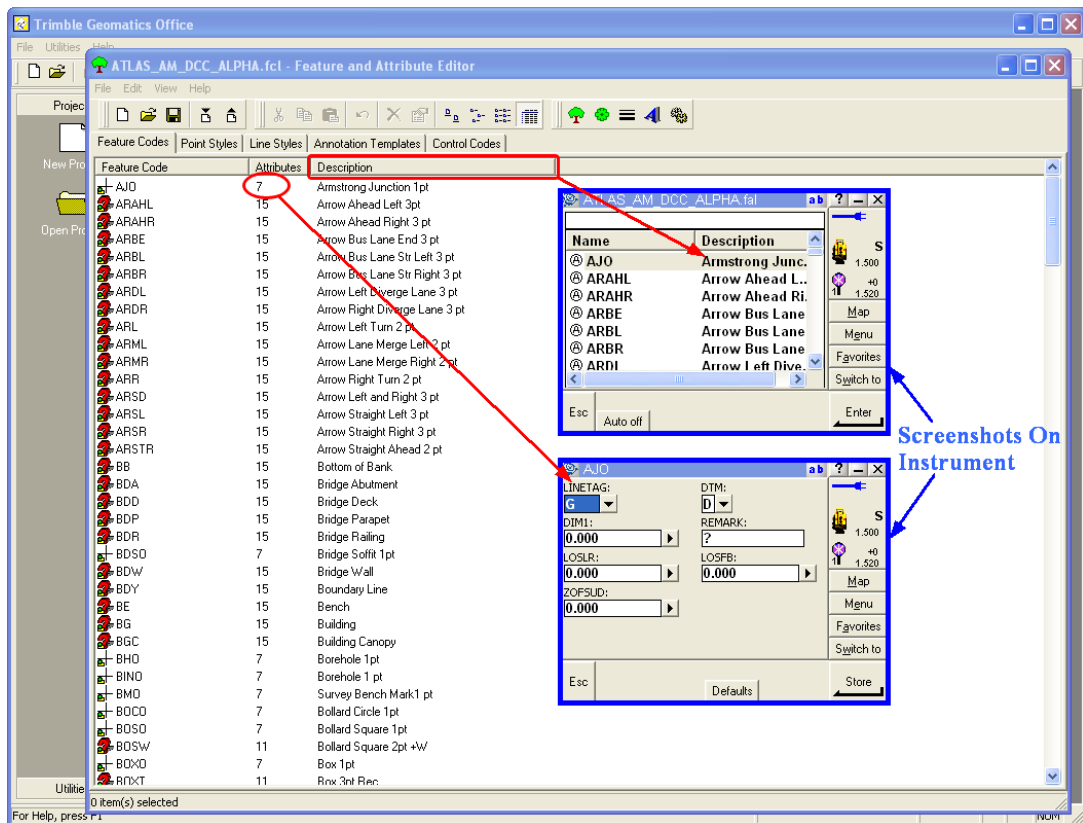 Trimble Geomatics Office
File Utilities Help
ATLAS_AM_DCC_ALPHA.fcl - Feature and Attribute Editor
File Edit View Help
Projec
New Pro
Open Pro
Utilitie
Feature Codes Point Styles Line Styles Annotation Templates Control Codes
Feature Code Attributes Description
AJO 7 Armstrong Junction 1pt
ARAHL 15 Arrow Ahead Left 3pt
ARAHR 15 Arrow Ahead Right 3 pt
ARBE 15 Arrow Bus Lane End 3 pt
ARBL 15 Arrow Bus Lane Str Left 3 pt
ARBR 15 Arrow Bus Lane Str Right 3 pt
ARDL 15 Arrow Left Diverge Lane 3 pt
ARDR 15 Arrow Right Diverge Lane 3 pt
ARL 15 Arrow Left Turn 2 pt
ARML 15 Arrow Lane Merge Left 2 pt
ARMR 15 Arrow Lane Merge Right 2 pt
ARR 15 Arrow Right Turn 2 pt
ARSD 15 Arrow Left and Right 3 pt
ARSL 15 Arrow Straight Left 3 pt
ARSR 15 Arrow Straight Right 3 pt
ARSTR 15 Arrow Straight Ahead 2 pt
BB 15 Bottom of Bank
BDA 15 Bridge Abutment
BDD 15 Bridge Deck
BDP 15 Bridge Parapet
BDR 15 Bridge Railing
BDSO 7 Bridge Soffit 1pt
BDW 15 Bridge Wall
BDY 15 Boundary Line
BE 15 Bench
BG 15 Building
BGC 15 Building Canopy
BHO 7 Borehole 1pt
BINO 7 Borehole 1 pt
BMO 7 Survey Bench Mark1 pt
BOCO 7 Bollard Circle 1pt
BOSO 7 Bollard Square 1pt
BOSW 11 Bollard Square 2pt +W
BOXO 7 Box 1pt
BOXT 11 Box 3pt Rec
0 item(s) selected
For Help, press F1
NUM
ATLAS_AM_DCC_ALPHA.fal ab ?
Name Description
A AJO Armstrong Junc.
A ARAHL Arrow Ahead L..
A ARAHR Arrow Ahead Ri.
A ARBE Arrow Bus Lane
A ARBL Arrow Bus Lane
A ARBR Arrow Bus Lane
A ARDL Arrow Left Dive.
S
1.500
+0
1 1.520
Map
Menu
Favorites
Switch to
Esc Auto off Enter
Screenshots On
Instrument
AJO ab ?
LINETAG: DTM:
G D
DIM1: REMARK:
0.000 ?
LOSLR: LOSFB:
0.000 0.000
ZOFSUD:
0.000
S
1.500
+0
1 1.520
Map
Menu
Favorites
Switch to
Esc Defaults Store